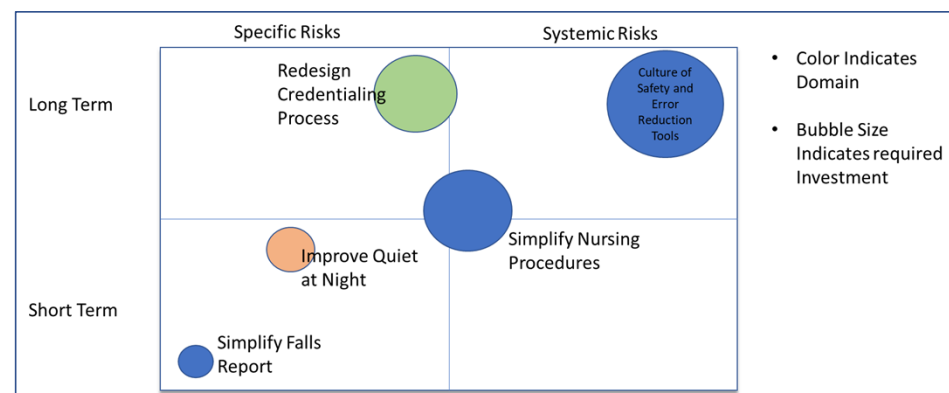 Specific Risks
Systemic Risks
Long Term
Redesign
Credentialing
Process
Culture of
Safety and
Error
Reduction
Tools
• Color Indicates
Domain
• Bubble Size
Indicates required
Investment
Simplify Nursing
Procedures
Improve Quiet
at Night
Short Term
Simplify Falls
Report